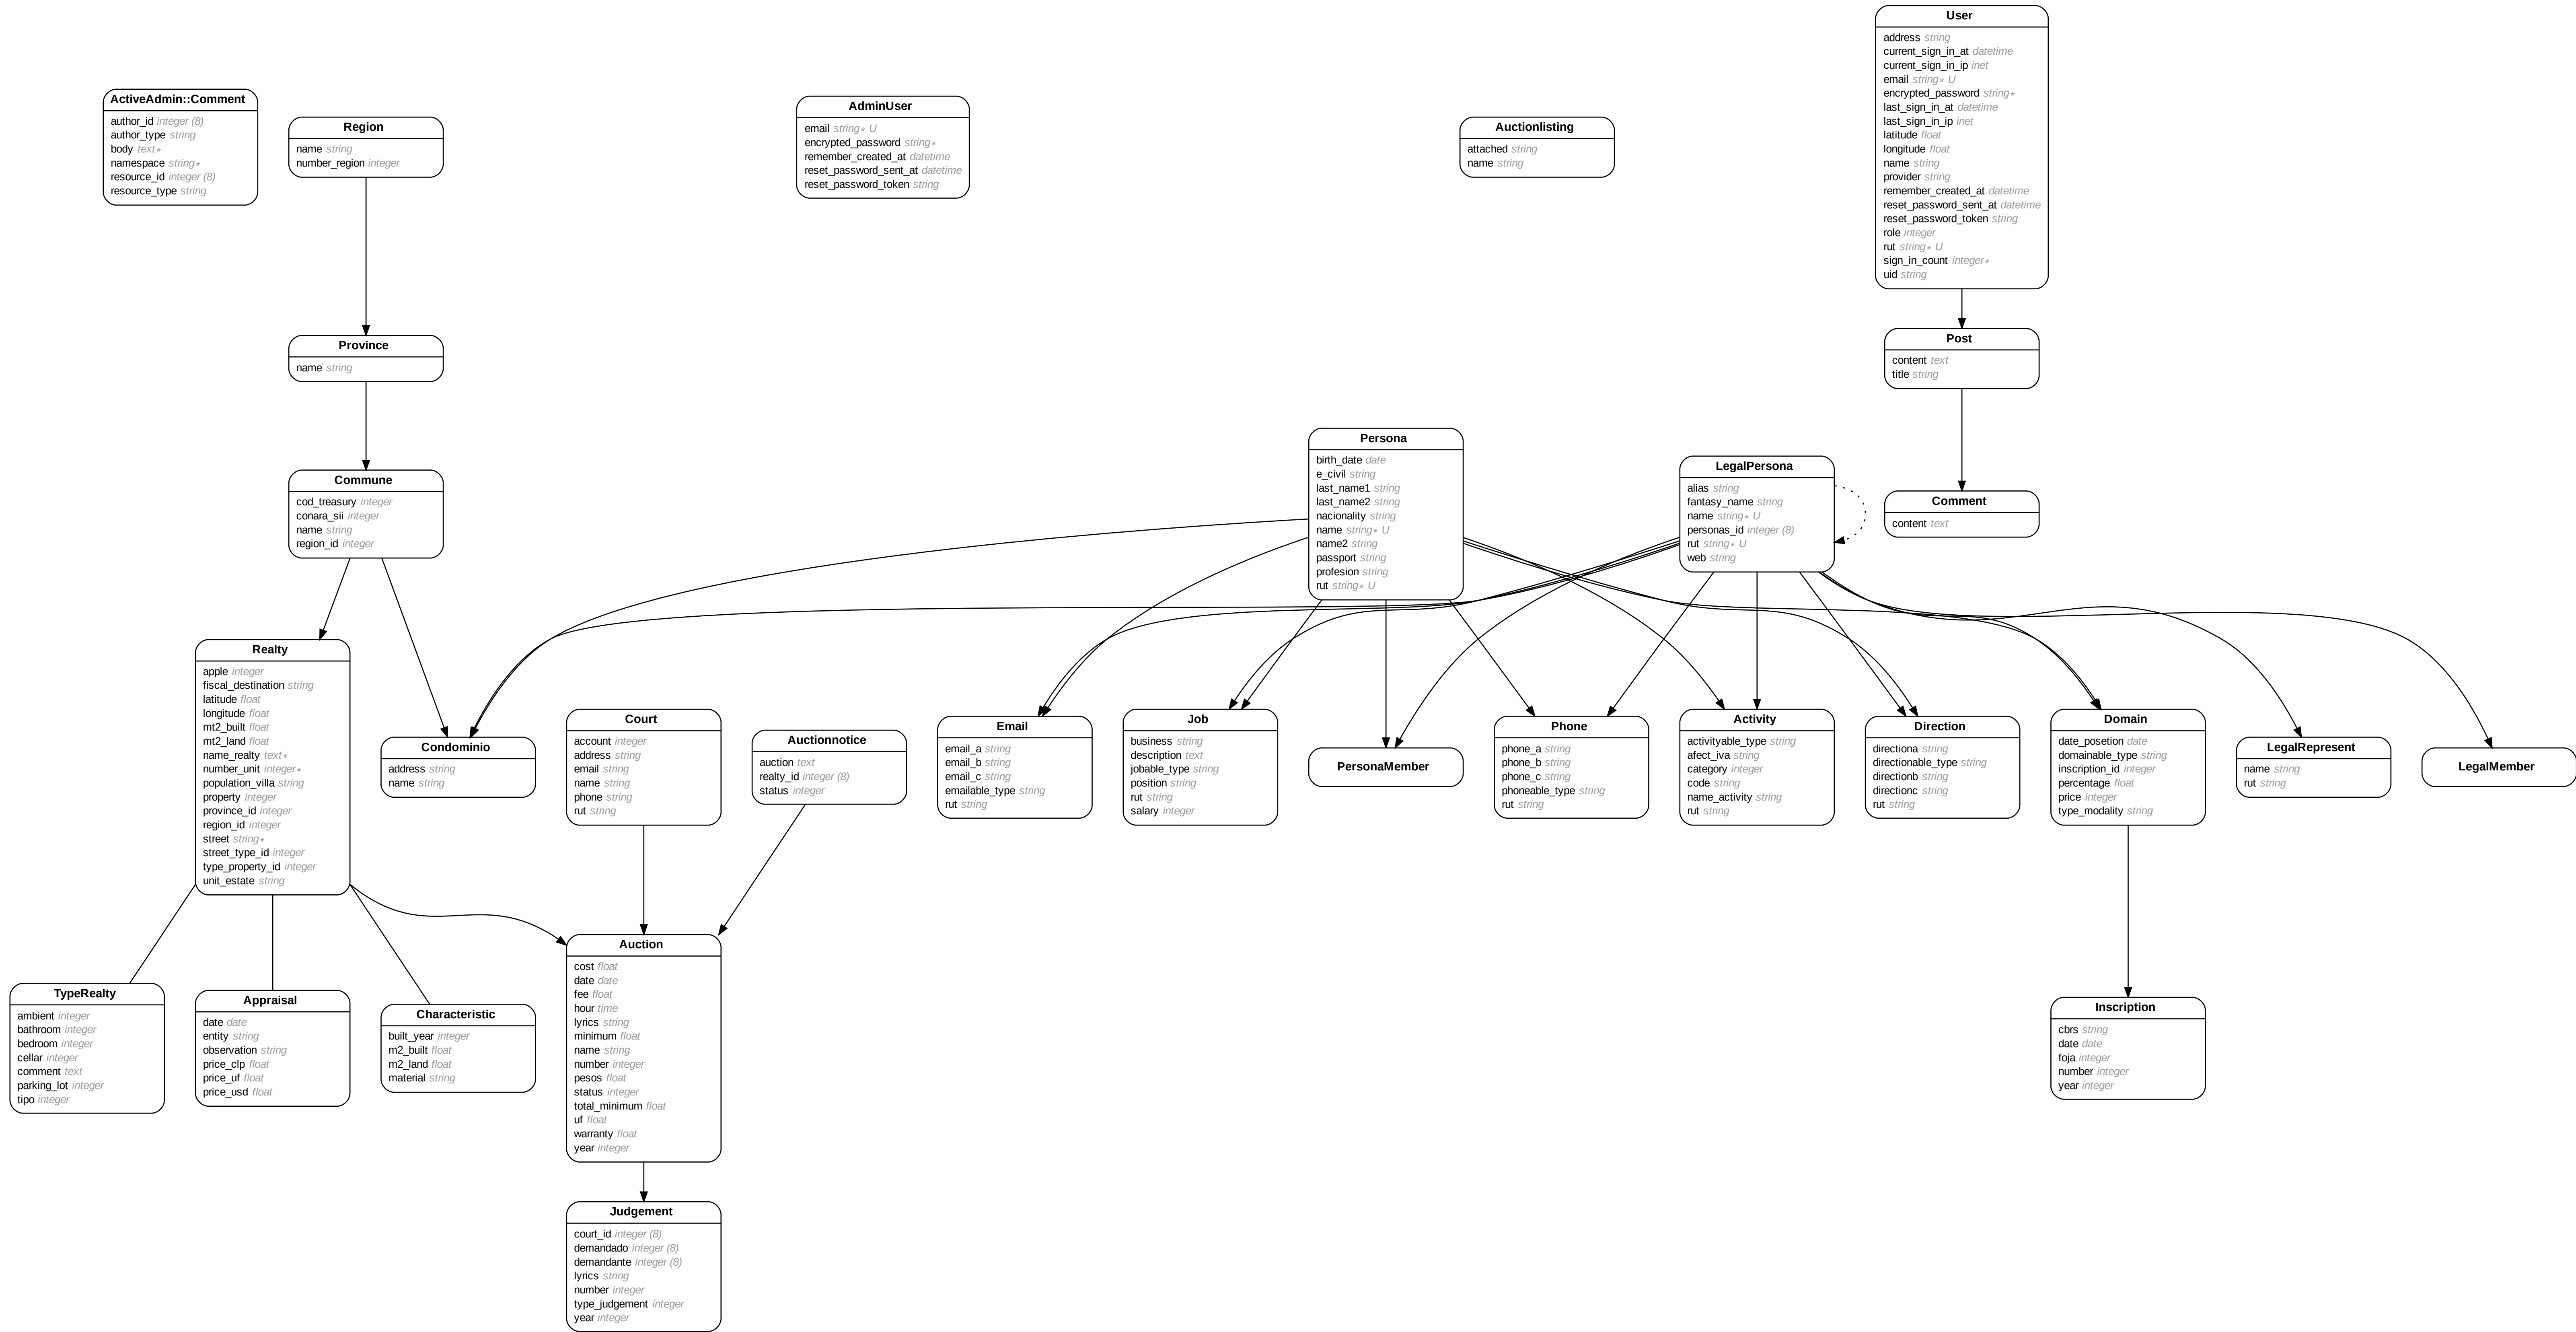 User
address string
current_sign_in_at datetime
current_sign_in_ip inet
email string∗ U
encrypted_password string∗
last_sign_in_at datetime
last_sign_in_ip inet
latitude float
longitude float
name string
provider string
remember_created_at datetime
reset_password_sent_at datetime
reset_password_token string
role integer
rut string∗ U
sign_in_count integer∗
uid string
ActiveAdmin::Comment
author_id integer (8)
author_type string
body text∗
namespace string∗
resource_id integer (8)
resource_type string
Region
name string
number_region integer
AdminUser
email string∗ U
encrypted_password string∗
remember_created_at datetime
reset_password_sent_at datetime
reset_password_token string
Auctionlisting
attached string
name string
Province
name string
Post
content text
title string
Commune
cod_treasury integer
conara_sii integer
name string
region_id integer
Persona
birth_date date
e_civil string
last_name1 string
last_name2 string
nacionality string
name string∗ U
name2 string
passport string
profesion string
rut string∗ U
LegalPersona
alias string
fantasy_name string
name string∗ U
personas_id integer (8)
rut string∗ U
web string
Comment
content text
Realty
apple integer
fiscal_destination string
latitude float
longitude float
mt2_built float
mt2_land float
name_realty text∗
number_unit integer∗
population_villa string
property integer
province_id integer
region_id integer
street string∗
street_type_id integer
type_property_id integer
unit_estate string
Condominio
address string
name string
Court
account integer
address string
email string
name string
phone string
rut string
Auctionnotice
auction text
realty_id integer (8)
status integer
Email
email_a string
email_b string
email_c string
emailable_type string
rut string
Job
business string
description text
jobable_type string
position string
rut string
salary integer
PersonaMember
Phone
phone_a string
phone_b string
phone_c string
phoneable_type string
rut string
Activity
activityable_type string
afect_iva string
category integer
code string
name_activity string
rut string
Direction
directiona string
directionable_type string
directionb string
directionc string
rut string
Domain
date_posetion date
domainable_type string
inscription_id integer
percentage float
price integer
type_modality string
LegalRepresent
name string
rut string
LegalMember
TypeRealty
ambient integer
bathroom integer
bedroom integer
cellar integer
comment text
parking_lot integer
tipo integer
Appraisal
date date
entity string
observation string
price_clp float
price_uf float
price_usd float
Characteristic
built_year integer
m2_built float
m2_land float
material string
Auction
cost float
date date
fee float
hour time
lyrics string
minimum float
name string
number integer
pesos float
status integer
total_minimum float
uf float
warranty float
year integer
Inscription
cbrs string
date date
foja integer
number integer
year integer
Judgement
court_id integer (8)
demandado integer (8)
demandante integer (8)
lyrics string
number integer
type_judgement integer
year integer